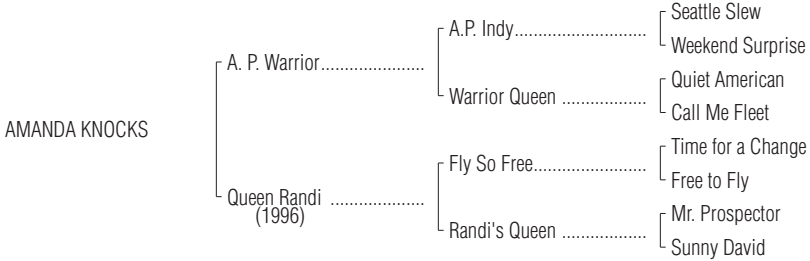 Seattle Slew
A.P. Indy..............................
Weekend Surprise
A. P. Warrior......................
Quiet American
Warrior Queen ..................
Call Me Fleet
AMANDA KNOCKS
Time for a Change
Fly So Free........................
Free to Fly
Queen Randi ....................
(1996)
Mr. Prospector
Randi's Queen ..................
Sunny David